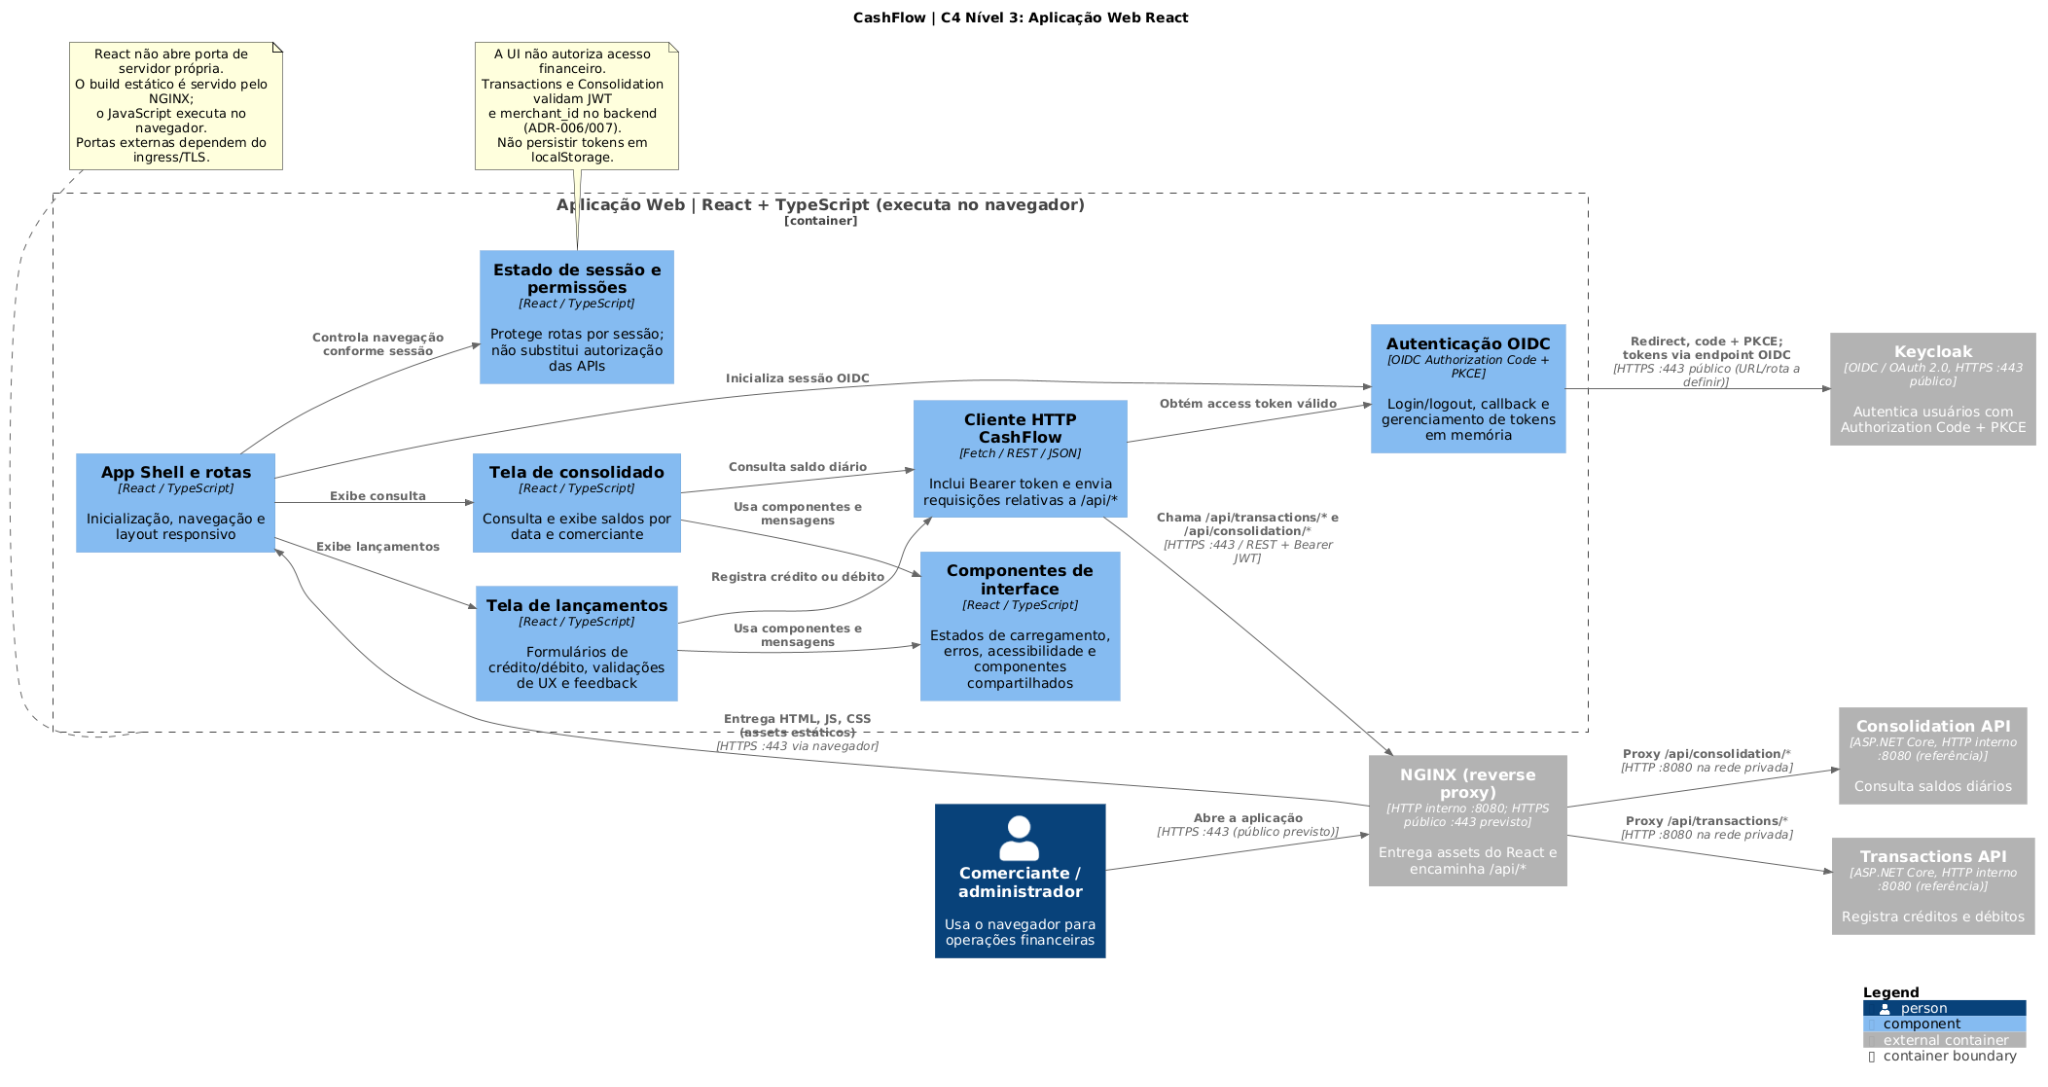 CashFlow | C4 Nível 3: Aplicação Web React
React não abre porta de
servidor própria.
O build estático é servido pelo
NGINX;
o JavaScript executa no
navegador.
Portas externas dependem do
ingress/TLS.
A UI não autoriza acesso
financeiro.
Transactions e Consolidation
validam JWT
e merchant_id no backend
(ADR-006/007).
Não persistir tokens em
localStorage.
Aplicação Web | React + TypeScript (executa no navegador)
[container]
Estado de sessão e
permissões
[React / TypeScript]
Protege rotas por sessão;
não substitui autorização
das APIs
Controla navegação
conforme sessão
Inicializa sessão OIDC
Autenticação OIDC
[OIDC Authorization Code +
PKCE]
Login/logout, callback e
gerenciamento de tokens
em memória
Redirect, code + PKCE;
tokens via endpoint OIDC
[HTTPS :443 público (URL/rota a
definir)]
Keycloak
[OIDC / OAuth 2.0, HTTPS :443
público]
Autentica usuários com
Authorization Code + PKCE
Cliente HTTP
CashFlow
[Fetch / REST / JSON]
Inclui Bearer token e envia
requisições relativas a /api/*
Obtém access token válido
App Shell e rotas
[React / TypeScript]
Inicialização, navegação e
layout responsivo
Exibe consulta
Exibe lançamentos
Tela de consolidado
[React / TypeScript]
Consulta e exibe saldos por
data e comerciante
Consulta saldo diário
Usa componentes e
mensagens
Registra crédito ou débito
Usa componentes e
mensagens
Tela de lançamentos
[React / TypeScript]
Formulários de
crédito/débito, validações
de UX e feedback
Componentes de
interface
[React / TypeScript]
Estados de carregamento,
erros, acessibilidade e
componentes
compartilhados
Chama /api/transactions/* e
/api/consolidation/*
[HTTPS :443 / REST + Bearer
JWT]
Entrega HTML, JS, CSS
(assets estáticos)
[HTTPS :443 via navegador]
Comerciante /
administrador
Usa o navegador para
operações financeiras
Abre a aplicação
[HTTPS :443 (público previsto)]
NGINX (reverse
proxy)
[HTTP interno :8080; HTTPS
público :443 previsto]
Entrega assets do React e
encaminha /api/*
Proxy /api/consolidation/*
[HTTP :8080 na rede privada]
Proxy /api/transactions/*
[HTTP :8080 na rede privada]
Consolidation API
[ASP.NET Core, HTTP interno
:8080 (referência)]
Consulta saldos diários
Transactions API
[ASP.NET Core, HTTP interno
:8080 (referência)]
Registra créditos e débitos
Legend
person
component
external container
container boundary